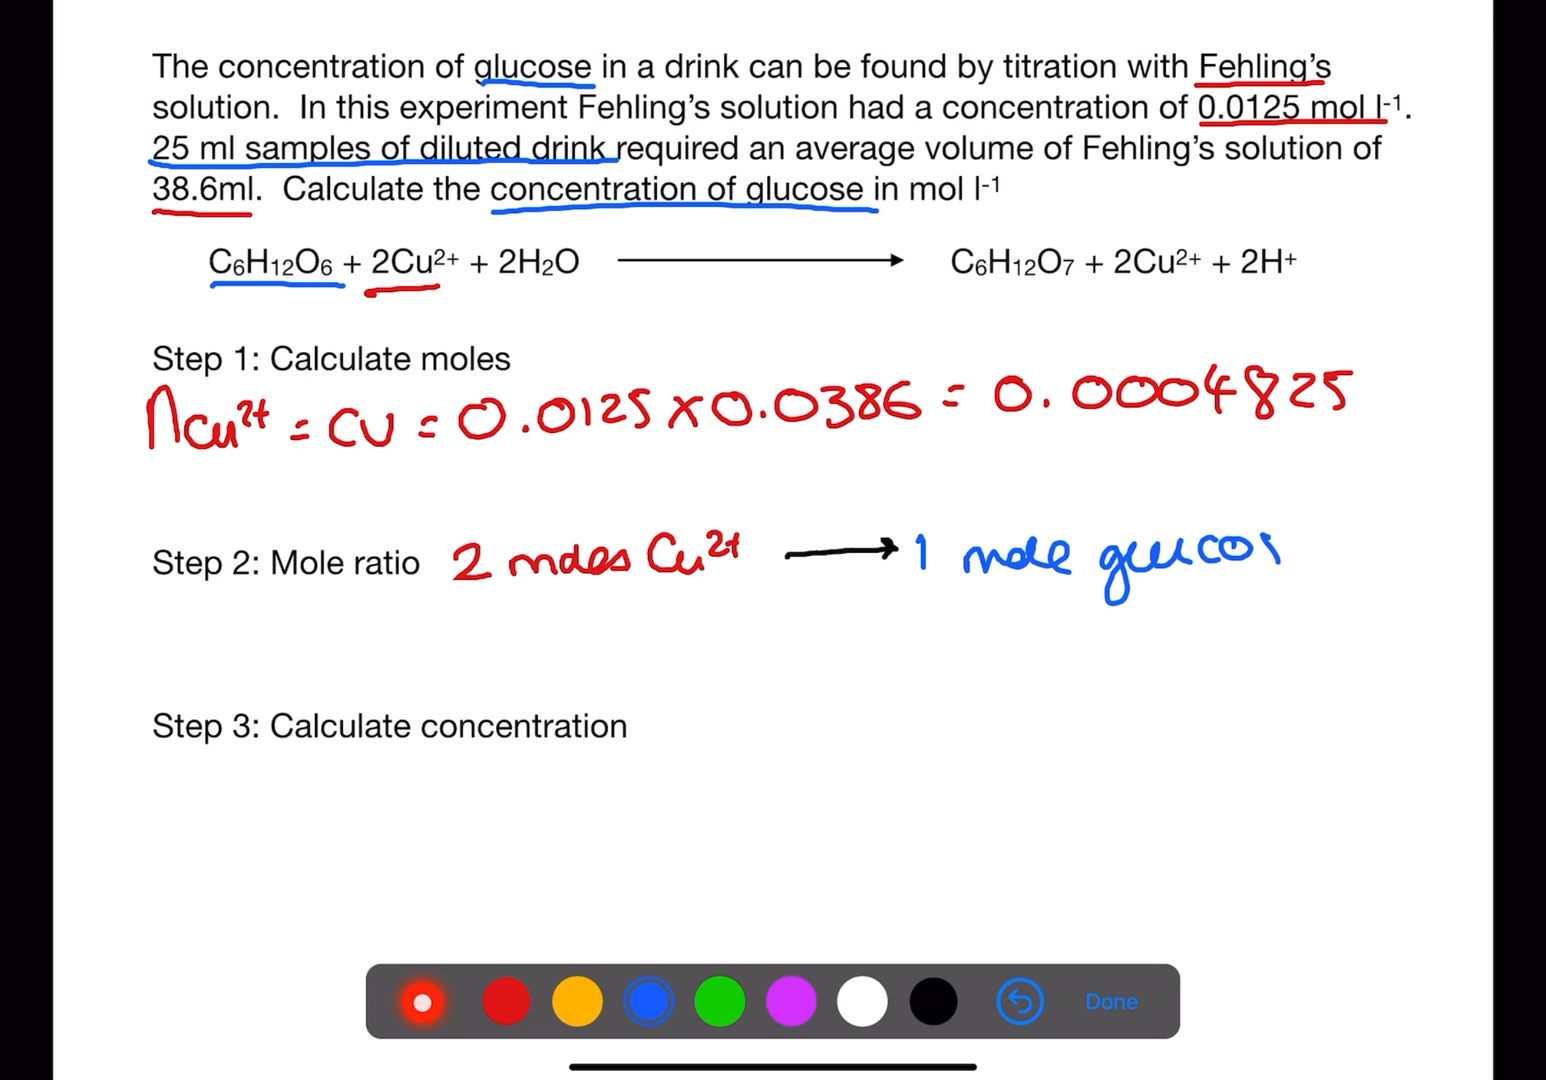 The concentration of glucose in a drink can be found by titration with Fehling’s
solution. In this experiment Fehling’s solution had a concentration of 0.0125 mol l-1.
25 ml samples of diluted drink required an average volume of Fehling’s solution of
38.6ml. Calculate the concentration of glucose in mol l-1
C6H12O6 + 2Cu2+ + 2H2O → C6H12O7 + 2Cu2+ + 2H+
Step 1: Calculate moles
nCu2+ = CV = 0.0125 x 0.0386 = 0.0004825
Step 2: Mole ratio 2 moles Cu2+ → 1 mole glucos
Step 3: Calculate concentration
Done